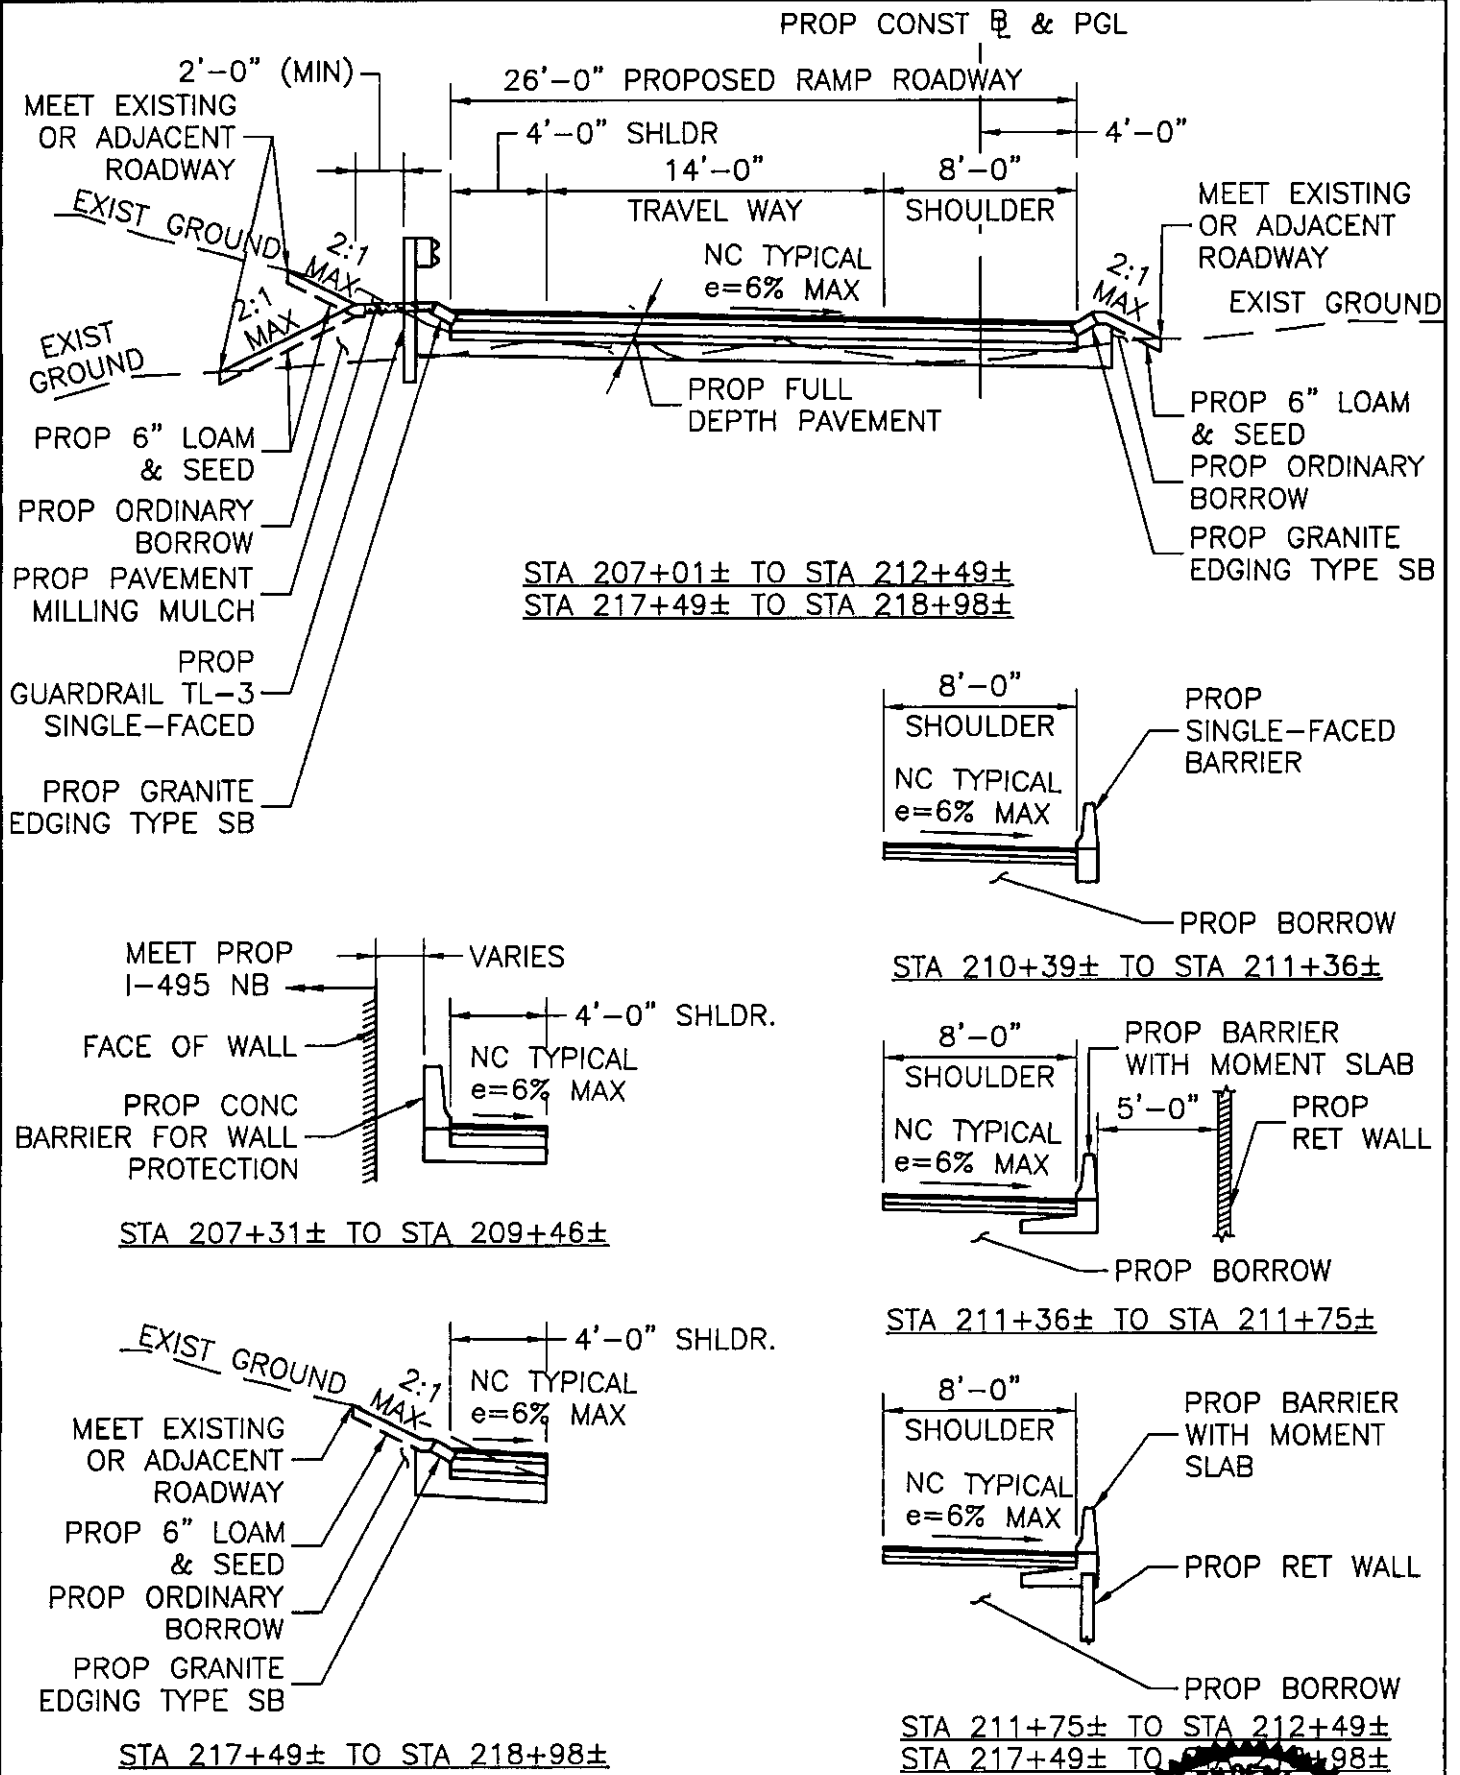 PROP CONST ℄ & PGL
2'-0" (MIN)
26'-0" PROPOSED RAMP ROADWAY
MEET EXISTING
OR ADJACENT
ROADWAY
4'-0" SHLDR
4'-0"
14'-0"
TRAVEL WAY
8'-0"
SHOULDER
MEET EXISTING
OR ADJACENT
ROADWAY
EXIST GROUND
2:1
MAX
NC TYPICAL
e=6% MAX
2:1
MAX
EXIST GROUND
2:1
MAX
EXIST
GROUND
PROP FULL
DEPTH PAVEMENT
PROP 6" LOAM
& SEED
PROP ORDINARY
BORROW
PROP PAVEMENT
MILLING MULCH
PROP
GUARDRAIL TL-3
SINGLE-FACED
PROP GRANITE
EDGING TYPE SB
PROP 6" LOAM
& SEED
PROP ORDINARY
BORROW
PROP GRANITE
EDGING TYPE SB
STA 207+01± TO STA 212+49±
STA 217+49± TO STA 218+98±
8'-0"
SHOULDER
PROP
SINGLE-FACED
BARRIER
NC TYPICAL
e=6% MAX
PROP BORROW
STA 210+39± TO STA 211+36±
MEET PROP
I-495 NB
VARIES
FACE OF WALL
4'-0" SHLDR.
NC TYPICAL
e=6% MAX
PROP CONC
BARRIER FOR WALL
PROTECTION
STA 207+31± TO STA 209+46±
8'-0"
SHOULDER
PROP BARRIER
WITH MOMENT SLAB
5'-0"
PROP
RET WALL
NC TYPICAL
e=6% MAX
PROP BORROW
STA 211+36± TO STA 211+75±
EXIST GROUND
2:1
MAX
4'-0" SHLDR.
NC TYPICAL
e=6% MAX
MEET EXISTING
OR ADJACENT
ROADWAY
PROP 6" LOAM
& SEED
PROP ORDINARY
BORROW
PROP GRANITE
EDGING TYPE SB
STA 217+49± TO STA 218+98±
8'-0"
SHOULDER
PROP BARRIER
WITH MOMENT
SLAB
NC TYPICAL
e=6% MAX
PROP RET WALL
PROP BORROW
STA 211+75± TO STA 212+49±
STA 217+49± TO